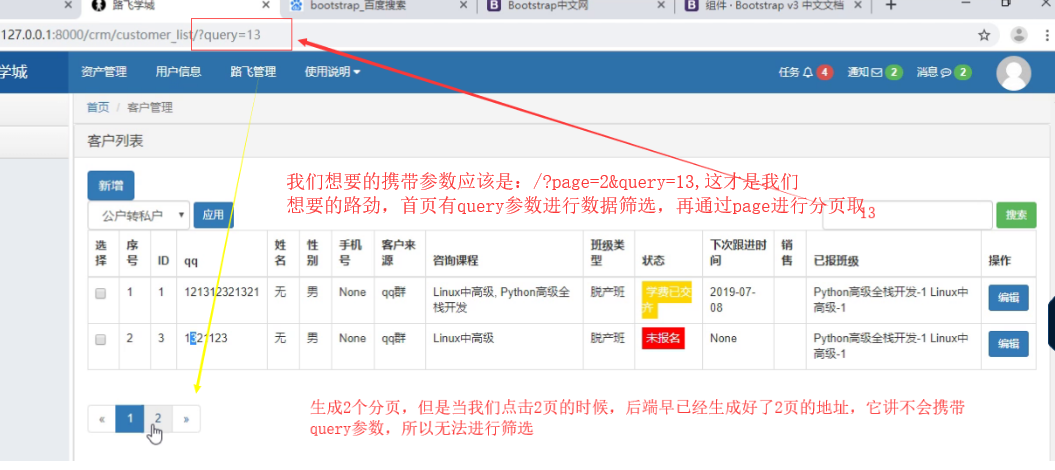 路飞学城
bootstrap_百度搜索
Bootstrap中文网
组件 · Bootstrap v3 中文文档
127.0.0.1:8000/crm/customer_list/?query=13
学城 资产管理 用户信息 路飞管理 使用说明 任务 4 通知 2 消息 2
首页 / 客户管理
客户列表
新增
我们想要的携带参数应该是：/?page=2&query=13,这才是我们
想要的路劲，首页有query参数进行数据筛选，再通过page进行分页取
公户转私户 应用 13 搜索
选择 序号 ID qq 姓名 性别 手机号 客户来源 咨询课程 班级类型 状态 下次跟进时间 销售 已报班级 操作
1 1 121312321321 无 男 None qq群 Linux中高级, Python高级全栈开发 脱产班 学费已交齐 2019-07-08 Python高级全栈开发-1 Linux中高级-1 编辑
2 3 1321123 无 男 None qq群 Linux中高级 脱产班 未报名 None Python高级全栈开发-1 Linux中高级-1 编辑
« 1 2 »
生成2个分页，但是当我们点击2页的时候，后端早已经生成好了2页的地址，它讲不会携带
query参数，所以无法进行筛选